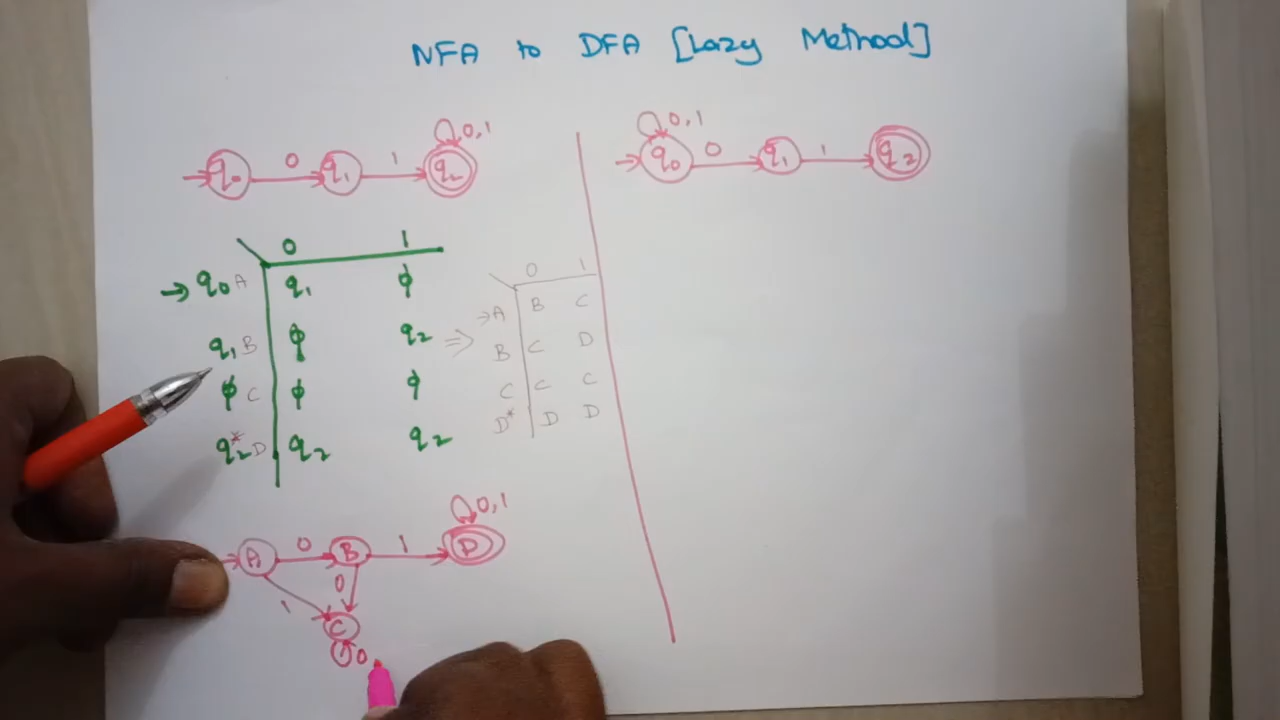 NFA to DFA [Lazy Method]
q0 0 q1 1 q2 0,1
0 1
→ q0 A q1 ϕ
q1 B ϕ q2
ϕ C ϕ ϕ
q2* D q2 q2
⇒
0 1
→A B C
B C D
C C C
D* D D
A 0 B 1 D 0,1
1 0
C
0
0,1
q0 0 q1 1 q2